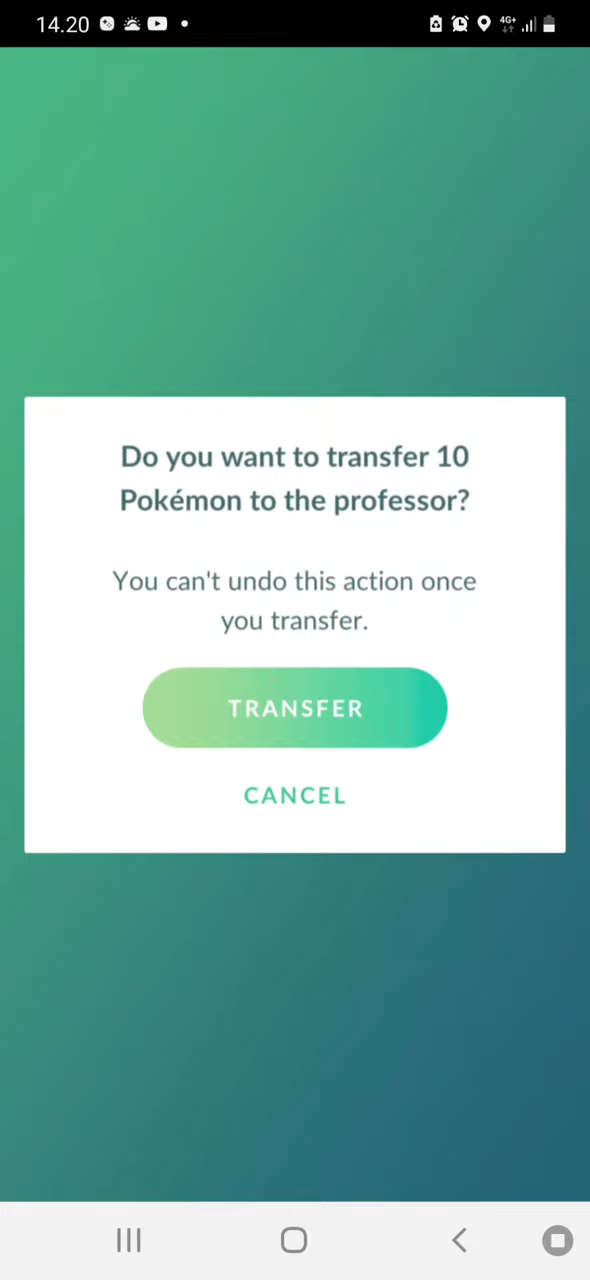 14.20
4G+
Do you want to transfer 10
Pokémon to the professor?
You can't undo this action once
you transfer.
TRANSFER
CANCEL